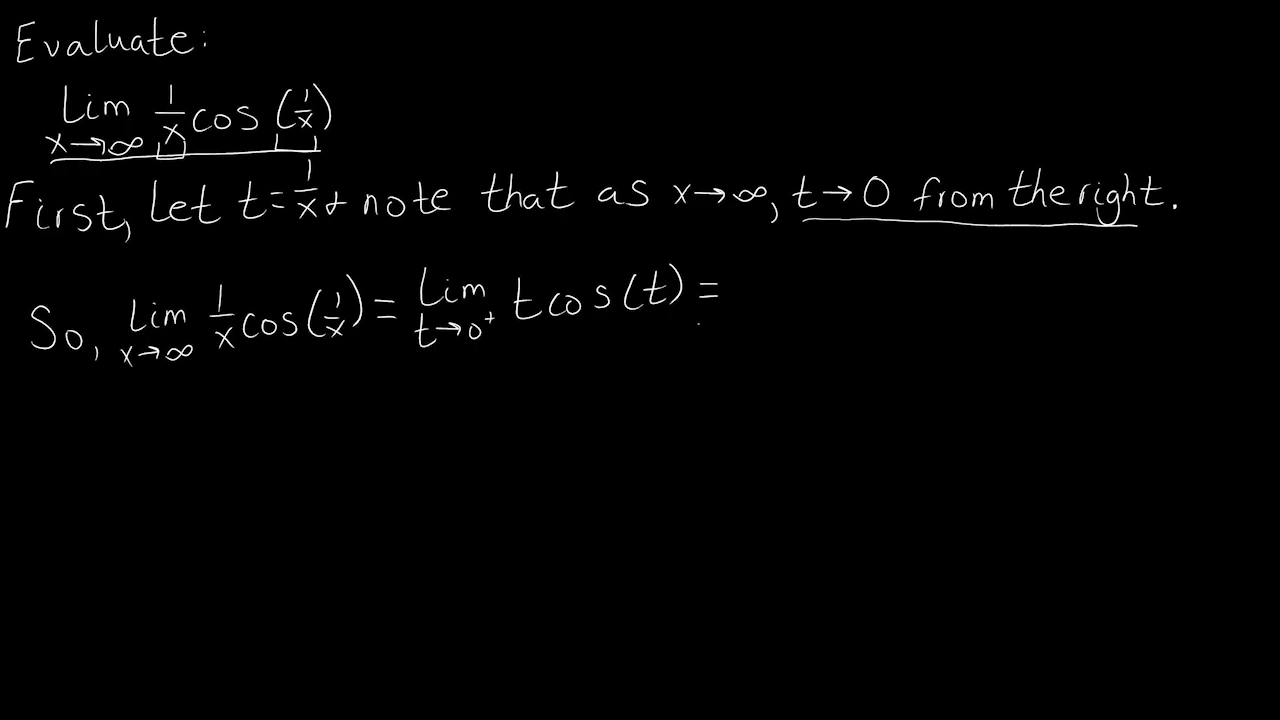 Evaluate:
Lim x→∞ 1/x cos (1/x)
First, Let t = 1/x & note that as x→∞, t→0 from the right.
So, Lim x→∞ 1/x cos(1/x) = Lim t→0⁺ t cos(t) =